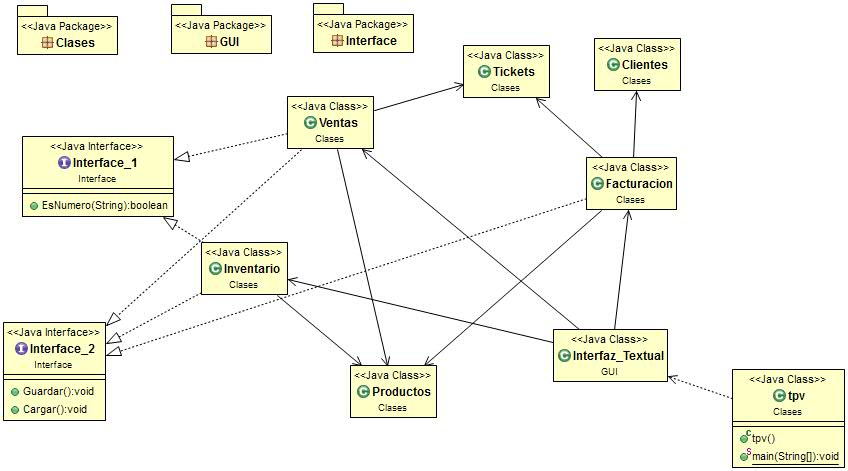 <<Java Package>>
Clases
<<Java Package>>
GUI
<<Java Package>>
Interface
<<Java Class>>
Tickets
Clases
<<Java Class>>
Clientes
Clases
<<Java Class>>
Ventas
Clases
<<Java Interface>>
Interface_1
Interface
EsNumero(String):boolean
<<Java Class>>
Facturacion
Clases
<<Java Class>>
Inventario
Clases
<<Java Interface>>
Interface_2
Interface
Guardar():void
Cargar():void
<<Java Class>>
Interfaz_Textual
GUI
<<Java Class>>
Productos
Clases
<<Java Class>>
tpv
Clases
tpv()
main(String[]):void